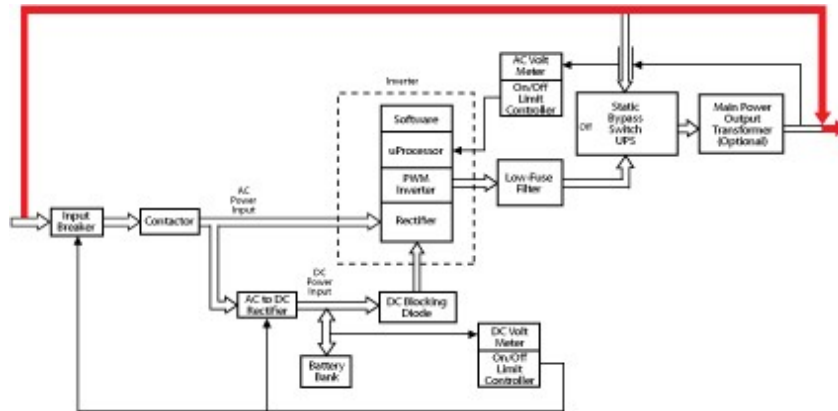 AC Volt
Meter
On/Off
Limit
Controller
Inverter
Software
uProcessor
PWM
Inverter
Rectifier
Off
Static
Bypass
Switch
UPS
Main Power
Output
Transformer
(Optional)
Low-Fuse
Filter
AC
Power
Input
Input
Breaker
Contactor
DC
Power
Input
AC to DC
Rectifier
DC Blocking
Diode
Battery
Bank
DC Volt
Meter
On/Off
Limit
Controller